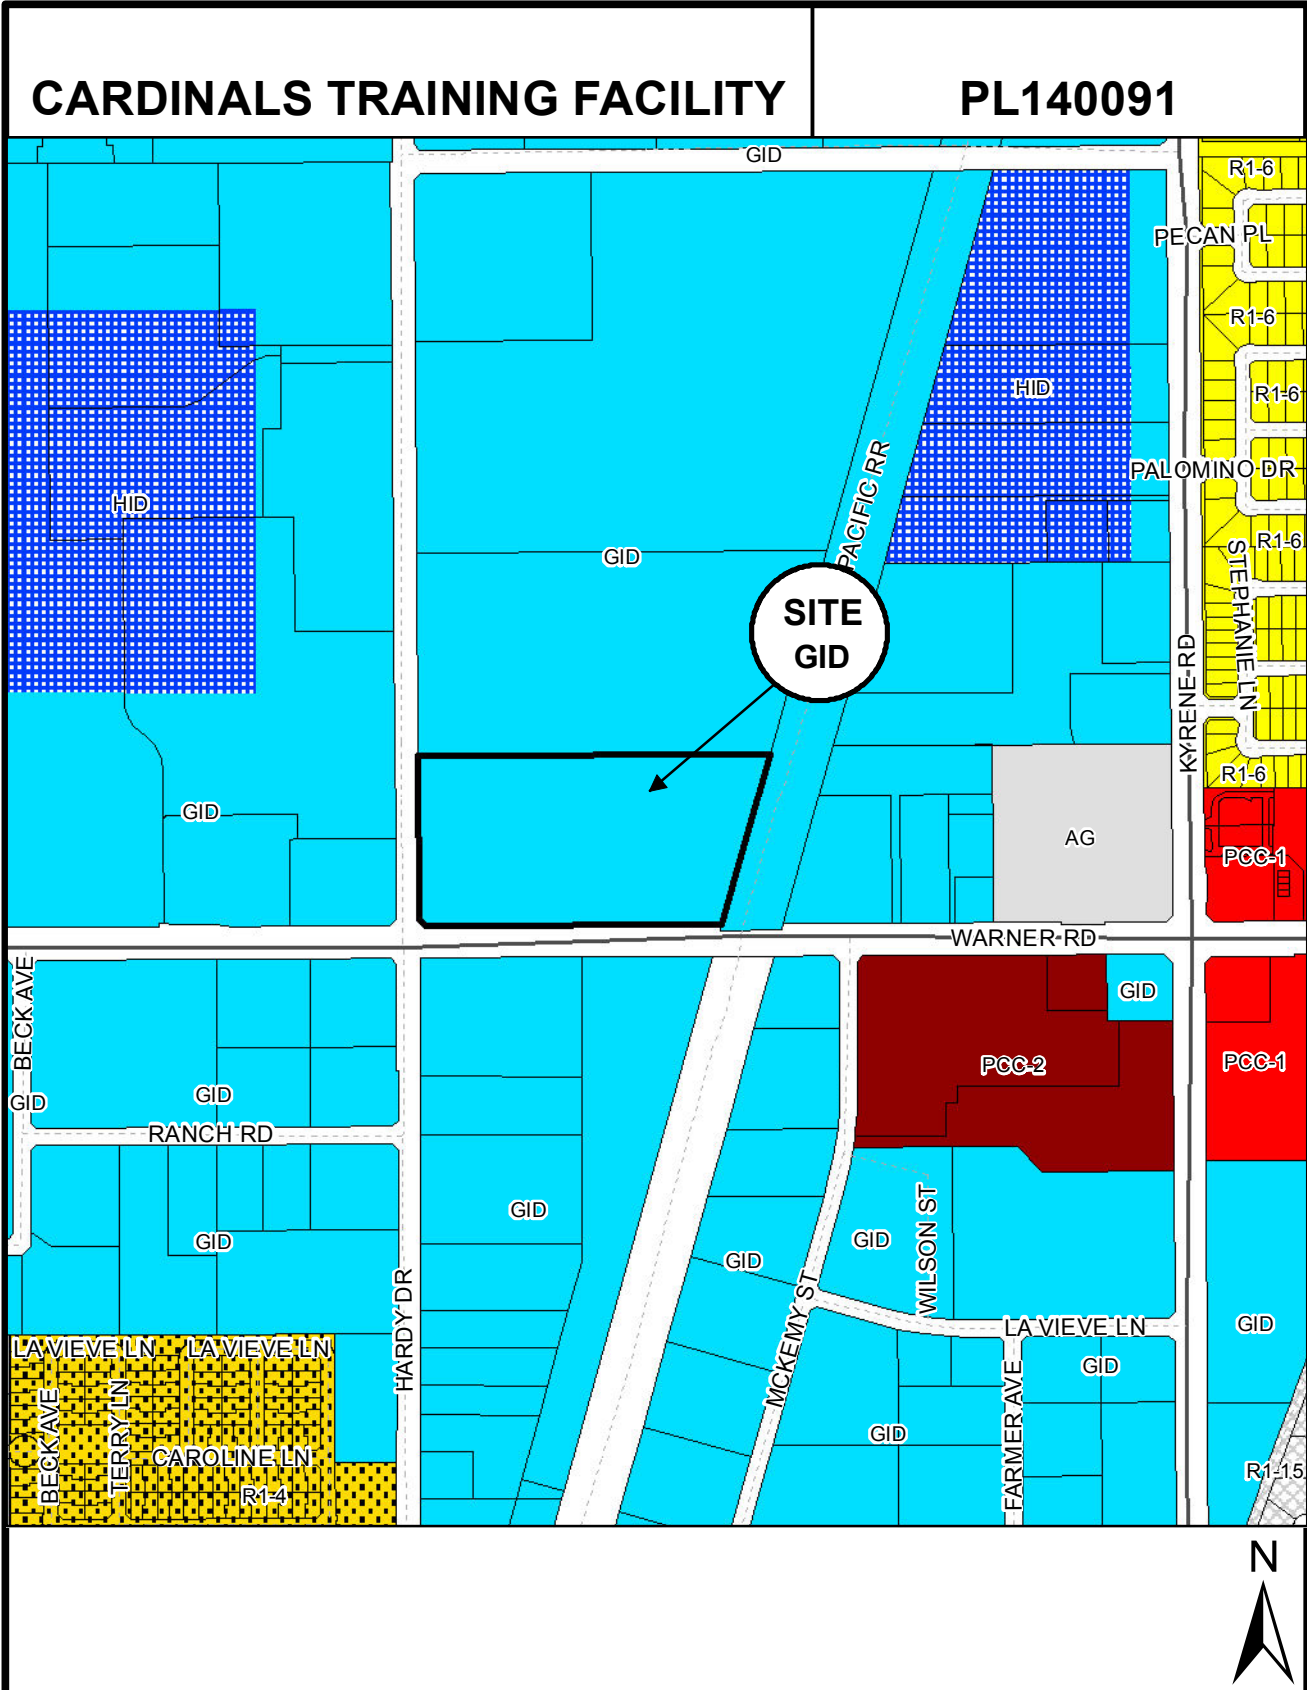 CARDINALS TRAINING FACILITY
PL140091
GID
R1-6
PECAN PL
R1-6
HID
R1-6
PACIFIC RR
PALOMINO DR
HID
GID
R1-6
STEPHANIE LN
SITE
GID
KYRENE RD
R1-6
GID
AG
PCC-1
WARNER RD
BECK AVE
GID
PCC-2
PCC-1
GID
GID
RANCH RD
WILSON ST
GID
GID
GID
GID
HARDY DR
MCKEMY ST
LA VIEVE LN
GID
LA VIEVE LN
LA VIEVE LN
GID
BECK AVE
TERRY LN
FARMER AVE
GID
CAROLINE LN
R1-4
R1-15
N